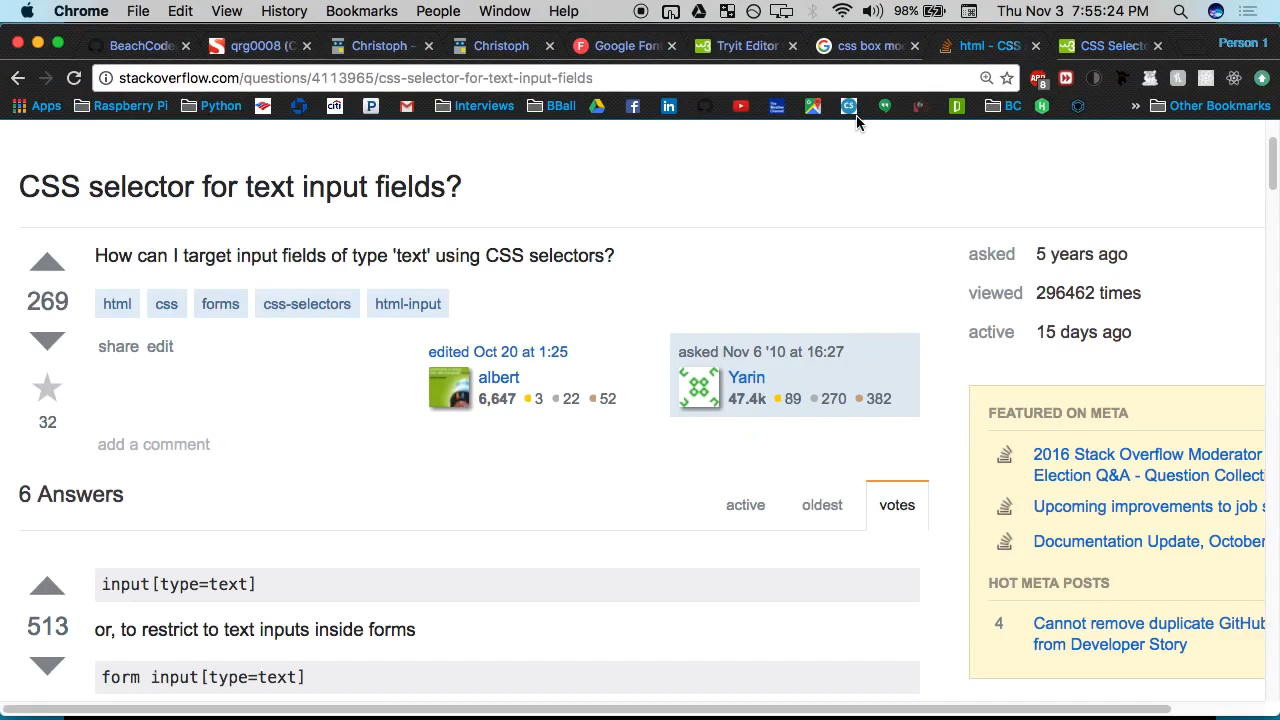 Chrome File Edit View History Bookmarks People Window Help 98% Thu Nov 3 7:55:24 PM
BeachCode qrg0008 (C Christoph - Christoph Google Fon Tryit Editor css box mo html - CSS CSS Select Person 1
stackoverflow.com/questions/4113965/css-selector-for-text-input-fields
Apps Raspberry Pi Python citi P Interviews BBall CS BC H » Other Bookmarks
CSS selector for text input fields?
How can I target input fields of type 'text' using CSS selectors?
269
html css forms css-selectors html-input
share edit
edited Oct 20 at 1:25
albert
6,647 3 22 52
asked Nov 6 '10 at 16:27
Yarin
47.4k 89 270 382
32
add a comment
asked 5 years ago
viewed 296462 times
active 15 days ago
FEATURED ON META
2016 Stack Overflow Moderator
Election Q&A - Question Collect
Upcoming improvements to job s
Documentation Update, October
HOT META POSTS
4 Cannot remove duplicate GitHub
from Developer Story
6 Answers
active oldest votes
input[type=text]
513
or, to restrict to text inputs inside forms
form input[type=text]